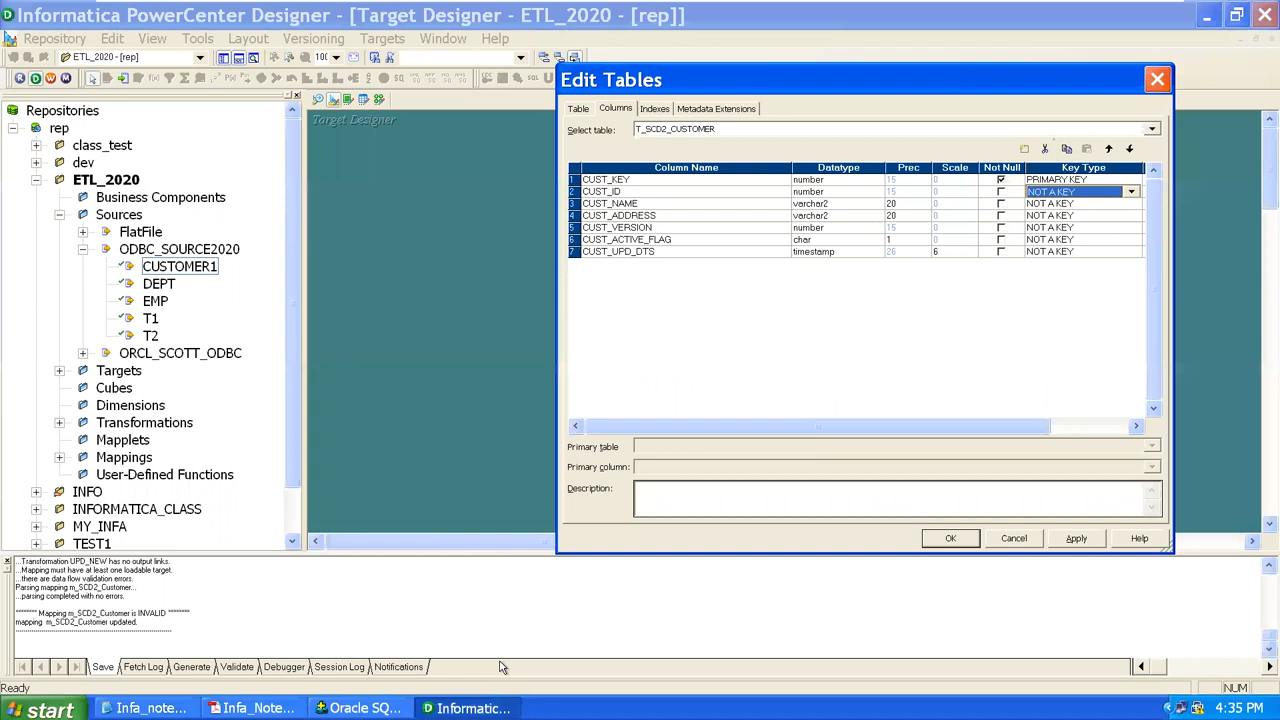 Informatica PowerCenter Designer - [Target Designer - ETL_2020 - [rep]]
Repository Edit View Tools Layout Versioning Targets Window Help
ETL_2020 - [rep]
100
R D W M
Edit Tables
Table Columns Indexes Metadata Extensions
Select table: T_SCD2_CUSTOMER
Column Name Datatype Prec Scale Not Null Key Type
1 CUST_KEY number 15 0 PRIMARY KEY
2 CUST_ID number 15 0 NOT A KEY
3 CUST_NAME varchar2 20 0 NOT A KEY
4 CUST_ADDRESS varchar2 20 0 NOT A KEY
5 CUST_VERSION number 15 0 NOT A KEY
6 CUST_ACTIVE_FLAG char 1 0 NOT A KEY
7 CUST_UPD_DTS timestamp 26 6 NOT A KEY
Primary table
Primary column:
Description:
OK Cancel Apply Help
Target Designer
Repositories
rep
class_test
dev
ETL_2020
Business Components
Sources
FlatFile
ODBC_SOURCE2020
CUSTOMER1
DEPT
EMP
T1
T2
ORCL_SCOTT_ODBC
Targets
Cubes
Dimensions
Transformations
Mapplets
Mappings
User-Defined Functions
INFO
INFORMATICA_CLASS
MY_INFA
TEST1
...Transformation UPD_NEW has no output links.
...Mapping must have at least one loadable target.
...there are data flow validation errors.
Parsing mapping m_SCD2_Customer...
...parsing completed with no errors.
******** Mapping m_SCD2_Customer is INVALID ********
mapping m_SCD2_Customer updated.
Save Fetch Log Generate Validate Debugger Session Log Notifications
Ready
NUM
start Infa_note... Infa_Note... Oracle SQ... Informatic... 4:35 PM